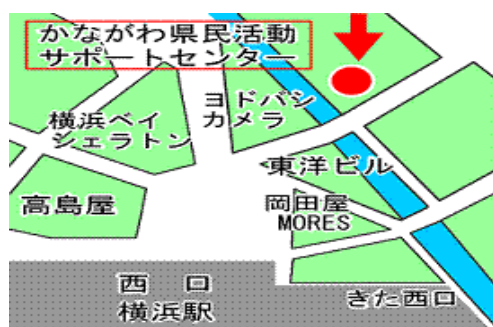 かながわ県民活動
サポートセンター
ヨドバシ
カメラ
横浜ベイ
シェラトン
東洋ビル
高島屋
岡田屋
MORES
西 口
横浜駅
きた西口